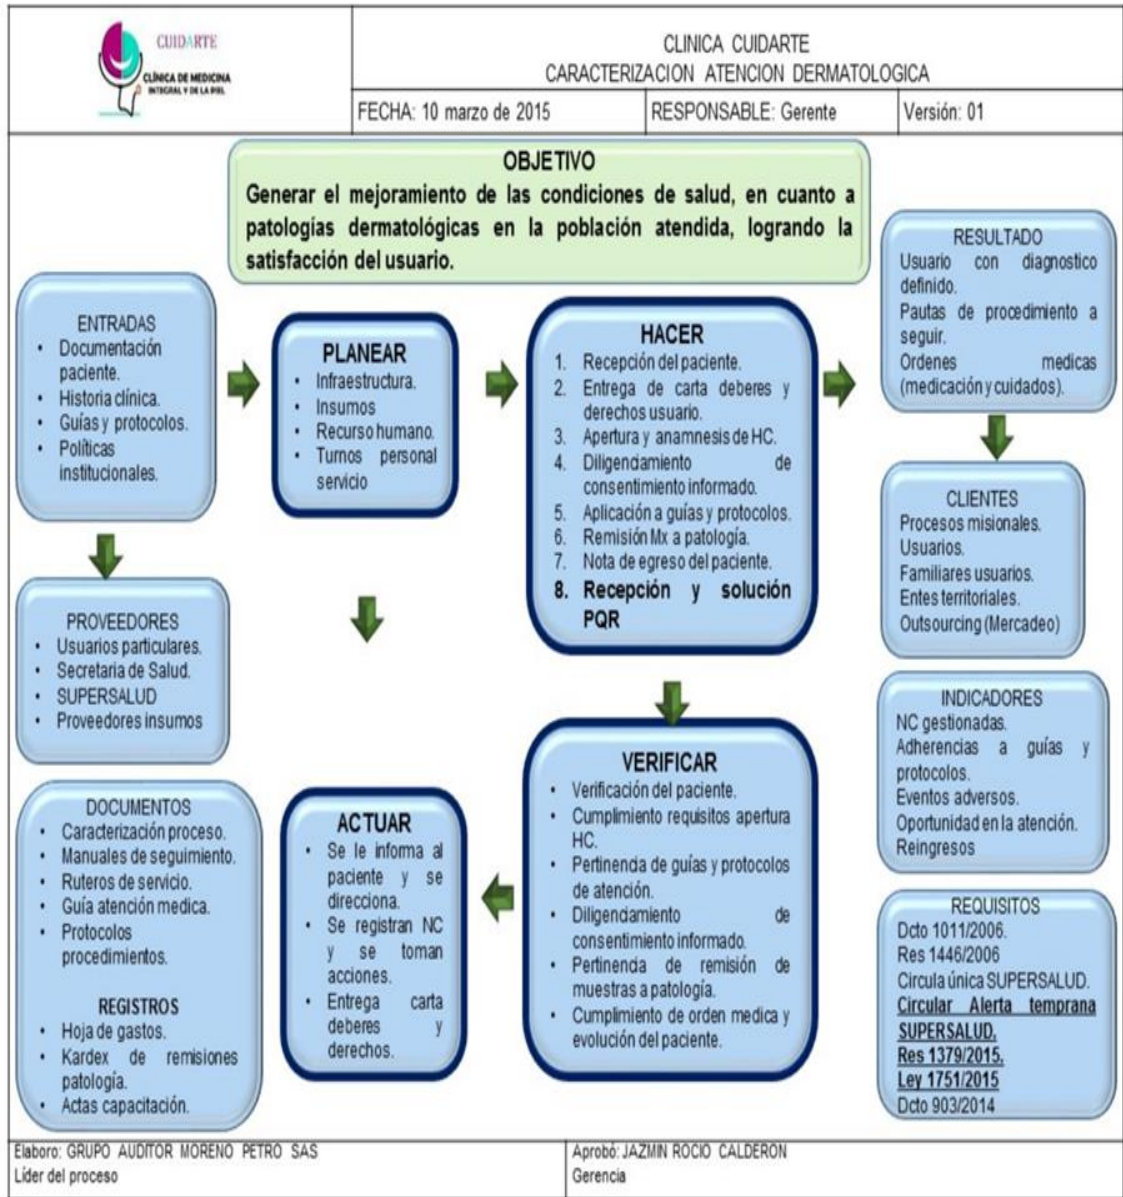 CUIDARTE
CLÍNICA DE MEDICINA
INTEGRAL Y DE LA PIEL
CLINICA CUIDARTE
CARACTERIZACION ATENCION DERMATOLOGICA
FECHA: 10 marzo de 2015
RESPONSABLE: Gerente
Versión: 01
OBJETIVO
Generar el mejoramiento de las condiciones de salud, en cuanto a
patologías dermatológicas en la población atendida, logrando la
satisfacción del usuario.
ENTRADAS
• Documentación
paciente.
• Historia clínica.
• Guías y protocolos.
• Políticas
institucionales.
PLANEAR
• Infraestructura.
• Insumos
• Recurso humano.
• Turnos personal
servicio
HACER
1. Recepción del paciente.
2. Entrega de carta deberes y
derechos usuario.
3. Apertura y anamnesis de HC.
4. Diligenciamiento de
consentimiento informado.
5. Aplicación a guías y protocolos.
6. Remisión Mx a patología.
7. Nota de egreso del paciente.
8. Recepción y solución
PQR
RESULTADO
Usuario con diagnostico
definido.
Pautas de procedimiento a
seguir.
Ordenes medicas
(medicación y cuidados).
CLIENTES
Procesos misionales.
Usuarios.
Familiares usuarios.
Entes territoriales.
Outsourcing (Mercadeo)
PROVEEDORES
• Usuarios particulares.
• Secretaria de Salud.
• SUPERSALUD
• Proveedores insumos
INDICADORES
NC gestionadas.
Adherencias a guías y
protocolos.
Eventos adversos.
Oportunidad en la atención.
Reingresos
VERIFICAR
• Verificación del paciente.
• Cumplimiento requisitos apertura
HC.
• Pertinencia de guías y protocolos
de atención.
• Diligenciamiento de
consentimiento informado.
• Pertinencia de remisión de
muestras a patología.
• Cumplimiento de orden medica y
evolución del paciente.
ACTUAR
• Se le informa al
paciente y se
direcciona.
• Se registran NC
y se toman
acciones.
• Entrega carta
deberes y
derechos.
DOCUMENTOS
• Caracterización proceso.
• Manuales de seguimiento.
• Ruteros de servicio.
• Guía atención medica.
• Protocolos
procedimientos.
REGISTROS
• Hoja de gastos.
• Kardex de remisiones
patología.
• Actas capacitación.
REQUISITOS
Dcto 1011/2006.
Res 1446/2006
Circula única SUPERSALUD.
Circular Alerta temprana
SUPERSALUD,
Res 1379/2015.
Ley 1751/2015
Dcto 903/2014
Elaboro: GRUPO AUDITOR MORENO PETRO SAS
Líder del proceso
Aprobó: JAZMIN ROCIO CALDERON
Gerencia